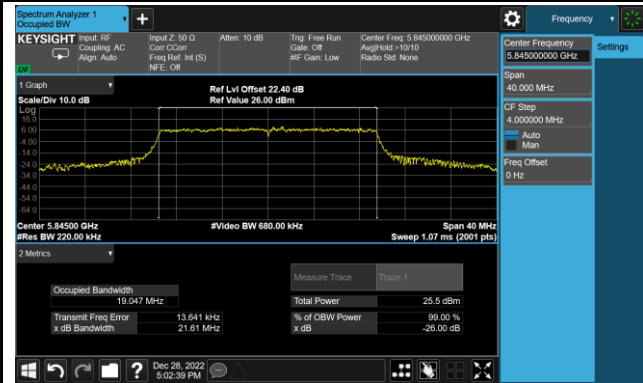 Spectrum Analyzer 1
Occupied BW
Frequency
KEYSIGHT
Input: RF
Coupling: AC
Align: Auto
Input Z: 50 Ω
Corr CCorr
Freq Ref: Int (S)
NFE: Off
Atten: 10 dB
Trig: Free Run
Gate: Off
#IF Gain: Low
Center Freq: 5.845000000 GHz
Avg|Hold:>10/10
Radio Std: None
1 Graph
Scale/Div 10.0 dB
Ref Lvl Offset 22.40 dB
Ref Value 26.00 dBm
Log
16.0
6.00
-4.00
-14.0
-24.0
-34.0
-44.0
-54.0
-64.0
Center 5.84500 GHz
#Res BW 220.00 kHz
#Video BW 680.00 kHz
Span 40 MHz
Sweep 1.07 ms (2001 pts)
2 Metrics
Measure Trace
Trace 1
Occupied Bandwidth
19.047 MHz
Total Power
25.5 dBm
Transmit Freq Error
13.641 kHz
% of OBW Power
99.00 %
x dB Bandwidth
21.61 MHz
x dB
-26.00 dB
Dec 28, 2022
5:02:39 PM
Center Frequency
5.845000000 GHz
Settings
Span
40.000 MHz
CF Step
4.000000 MHz
Auto
Man
Freq Offset
0 Hz